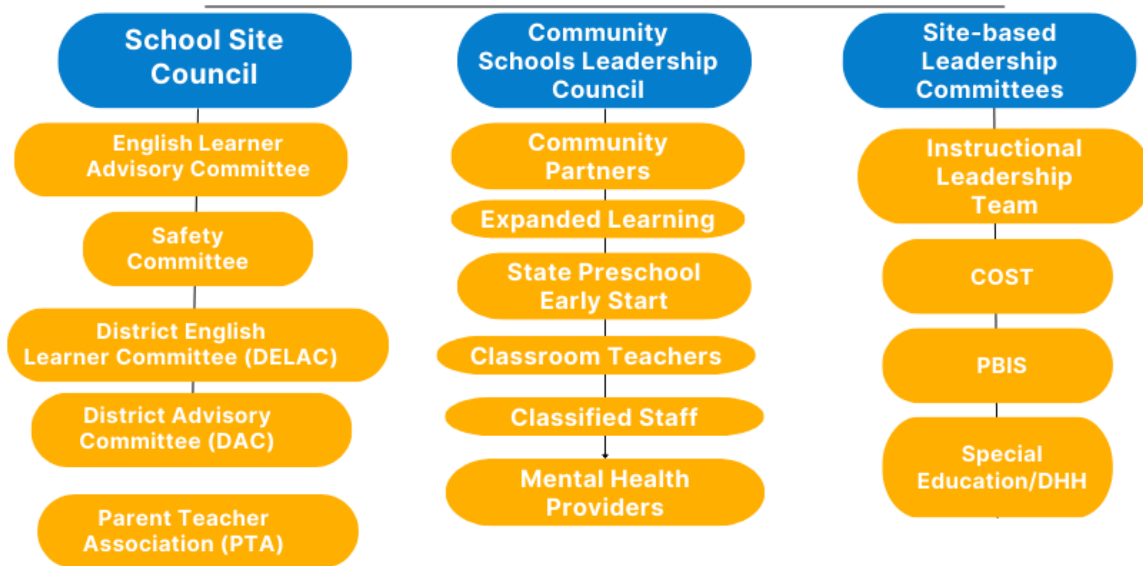 School Site
Council
English Learner
Advisory Committee
Safety
Committee
District English
Learner Committee (DELAC)
District Advisory
Committee (DAC)
Parent Teacher
Association (PTA)
Community
Schools Leadership
Council
Community
Partners
Expanded Learning
State Preschool
Early Start
Classroom Teachers
Classified Staff
Mental Health
Providers
Site-based
Leadership
Committees
Instructional
Leadership
Team
COST
PBIS
Special
Education/DHH